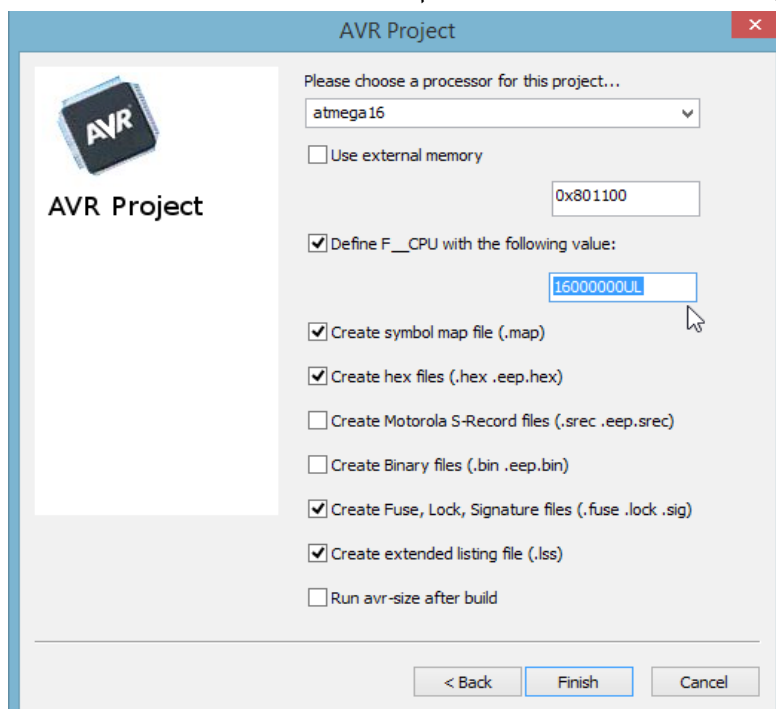 AVR Project
Please choose a processor for this project...
atmega16
Use external memory
0x801100
AVR
AVR Project
Define F__CPU with the following value:
16000000UL
Create symbol map file (.map)
Create hex files (.hex .eep.hex)
Create Motorola S-Record files (.srec .eep.srec)
Create Binary files (.bin .eep.bin)
Create Fuse, Lock, Signature files (.fuse .lock .sig)
Create extended listing file (.lss)
Run avr-size after build
< Back Finish Cancel